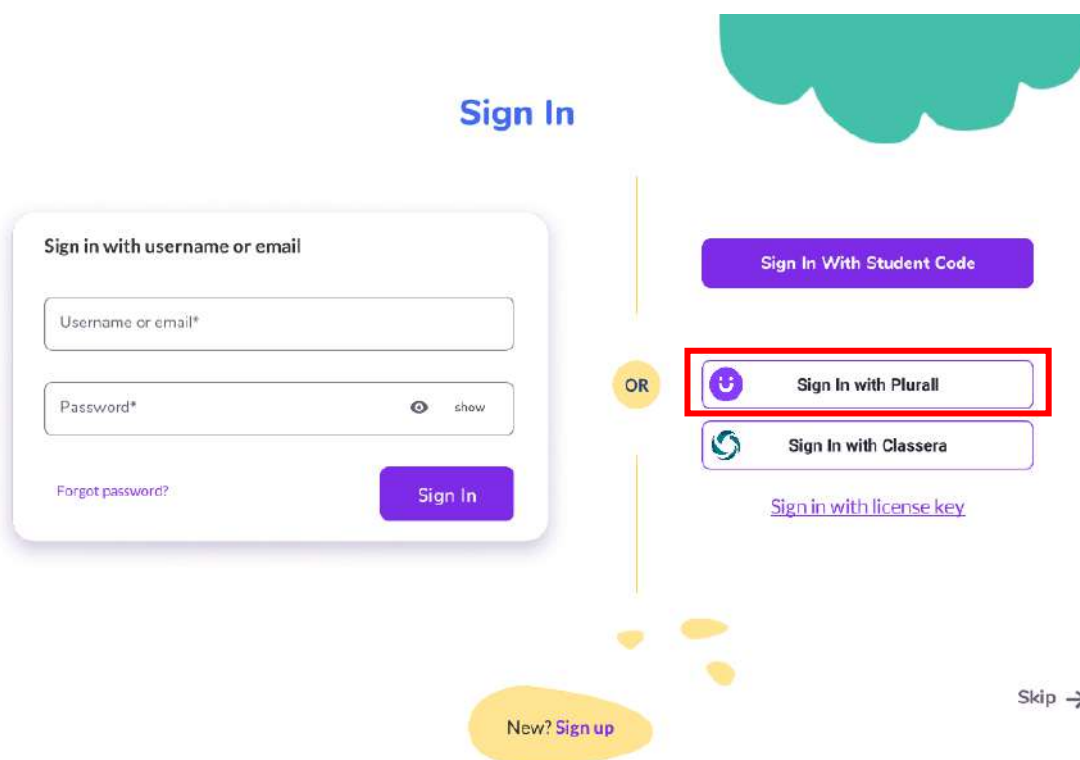 Sign In
Sign in with username or email
Username or email*
Password*
show
Forgot password?
Sign In
OR
Sign In With Student Code
Sign In with Plurall
Sign In with Classera
Sign in with license key
New? Sign up
Skip →